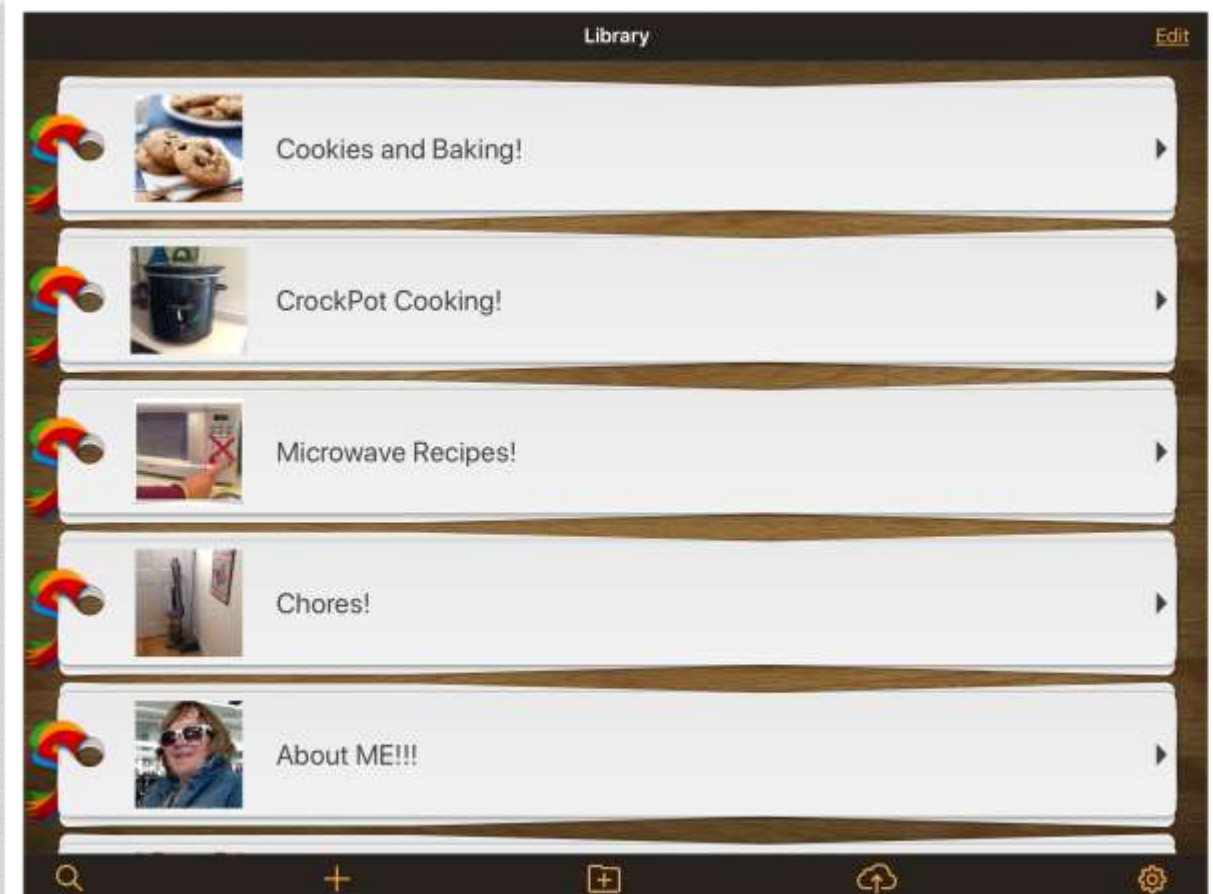 Library
Edit
Cookies and Baking!
CrockPot Cooking!
Microwave Recipes!
Chores!
About ME!!!